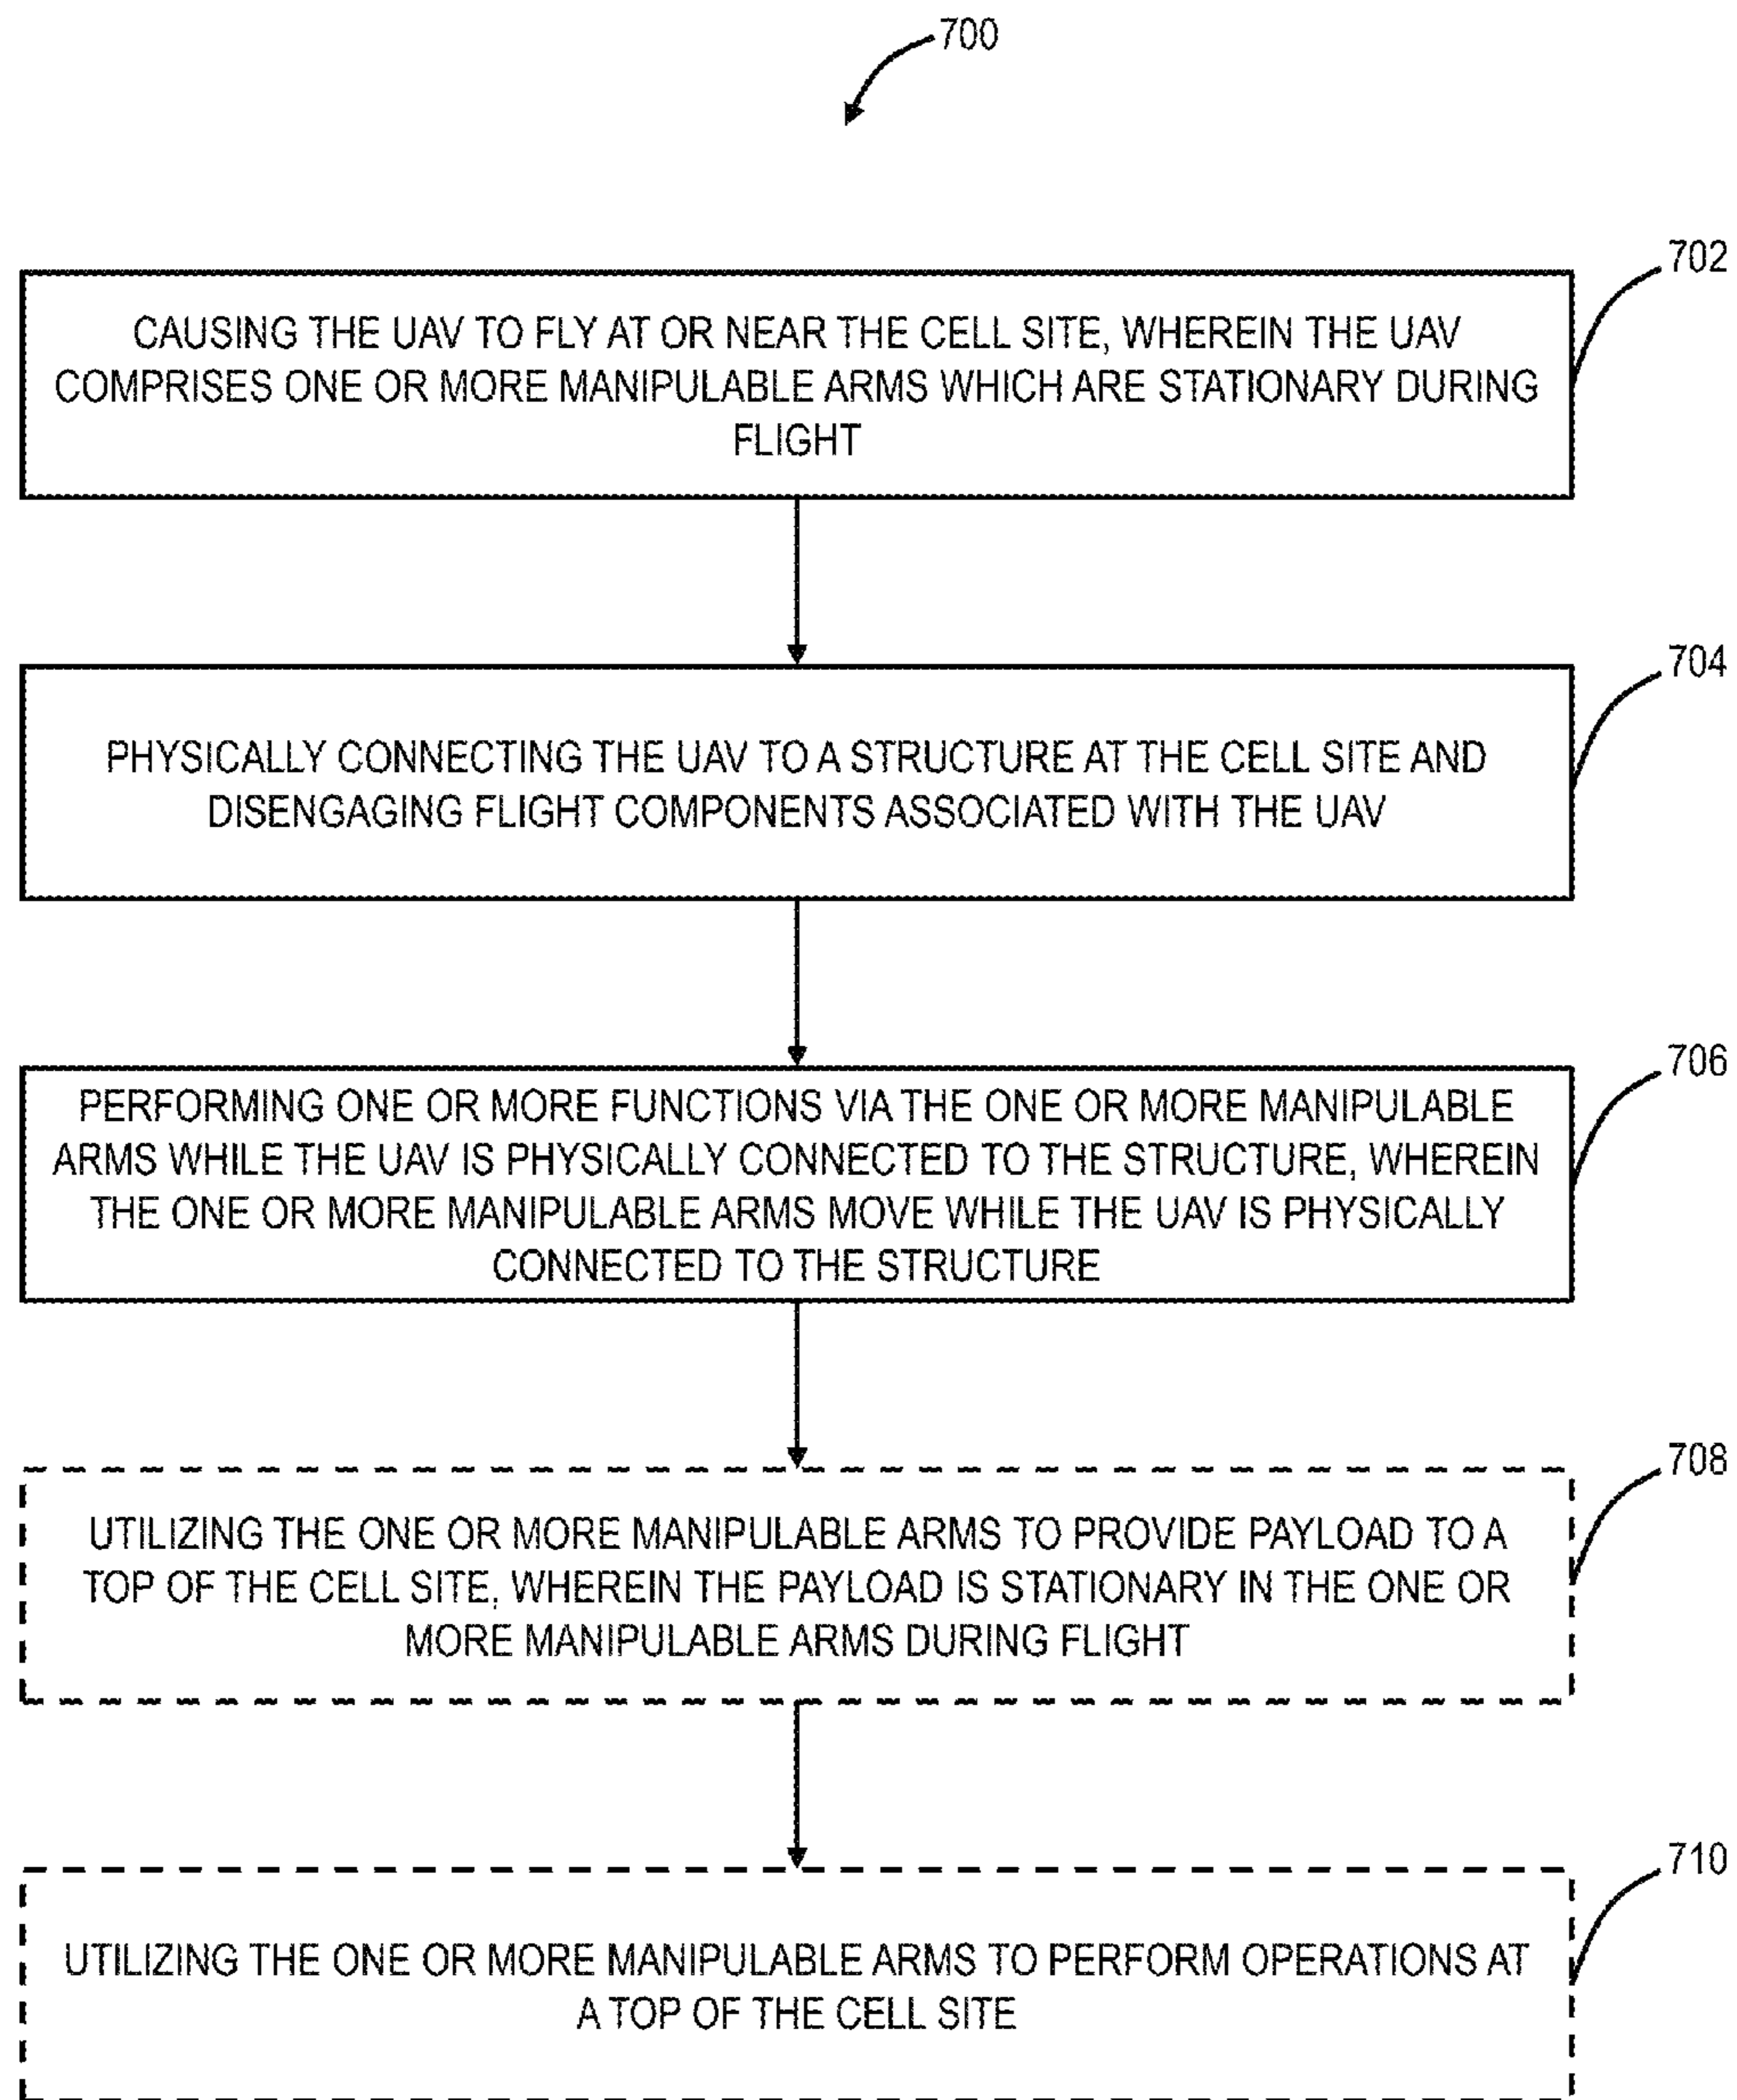 700
702
CAUSING THE UAV TO FLY AT OR NEAR THE CELL SITE, WHEREIN THE UAV
COMPRISES ONE OR MORE MANIPULABLE ARMS WHICH ARE STATIONARY DURING
FLIGHT
704
PHYSICALLY CONNECTING THE UAV TO A STRUCTURE AT THE CELL SITE AND
DISENGAGING FLIGHT COMPONENTS ASSOCIATED WITH THE UAV
706
PERFORMING ONE OR MORE FUNCTIONS VIA THE ONE OR MORE MANIPULABLE
ARMS WHILE THE UAV IS PHYSICALLY CONNECTED TO THE STRUCTURE, WHEREIN
THE ONE OR MORE MANIPULABLE ARMS MOVE WHILE THE UAV IS PHYSICALLY
CONNECTED TO THE STRUCTURE
708
UTILIZING THE ONE OR MORE MANIPULABLE ARMS TO PROVIDE PAYLOAD TO A
TOP OF THE CELL SITE, WHEREIN THE PAYLOAD IS STATIONARY IN THE ONE OR
MORE MANIPULABLE ARMS DURING FLIGHT
710
UTILIZING THE ONE OR MORE MANIPULABLE ARMS TO PERFORM OPERATIONS AT
A TOP OF THE CELL SITE